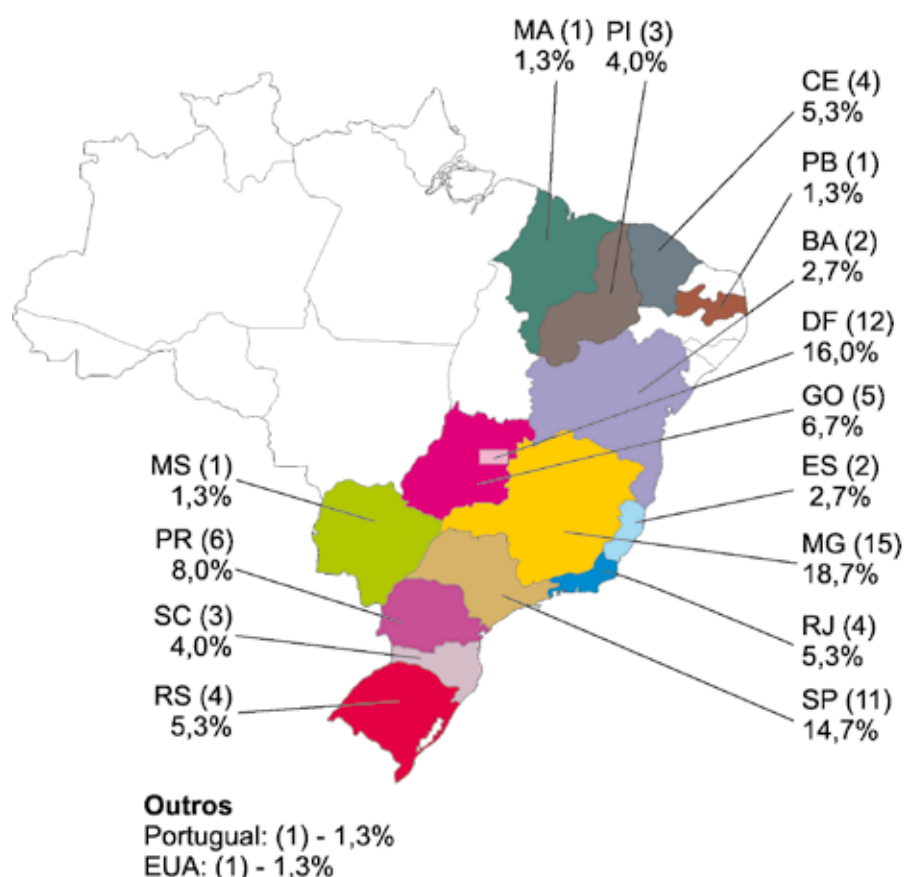 MA (1)
1,3%
PI (3)
4,0%
CE (4)
5,3%
PB (1)
1,3%
BA (2)
2,7%
DF (12)
16,0%
GO (5)
6,7%
ES (2)
2,7%
MG (15)
18,7%
RJ (4)
5,3%
SP (11)
14,7%
MS (1)
1,3%
PR (6)
8,0%
SC (3)
4,0%
RS (4)
5,3%
Outros
Portugual: (1) - 1,3%
EUA: (1) - 1,3%